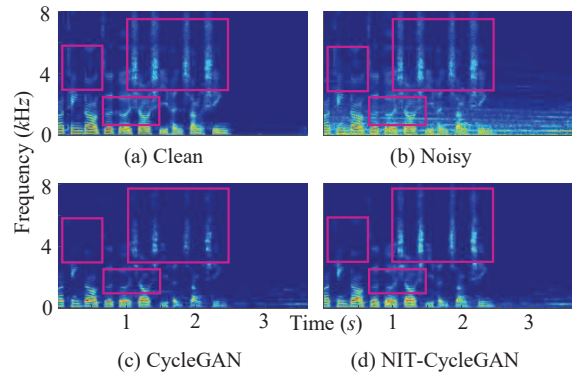 8
4
0
(a) Clean
(b) Noisy
Frequency (kHz)
8
4
0
1
2
3
Time (s)
1
2
3
(c) CycleGAN
(d) NIT-CycleGAN